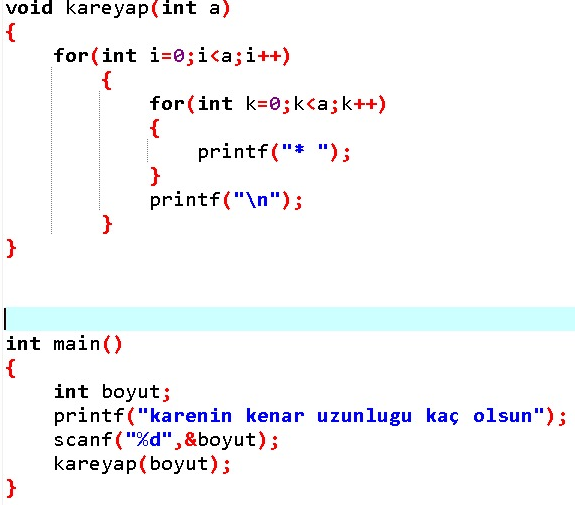 void kareyap(int a)
{
    for(int i=0;i<a;i++)
        {
            for(int k=0;k<a;k++)
            {
                printf("* ");
            }
            printf("\n");
        }
}
int main()
{
    int boyut;
    printf("karenin kenar uzunlugu kaç olsun");
    scanf("%d",&boyut);
    kareyap(boyut);
}